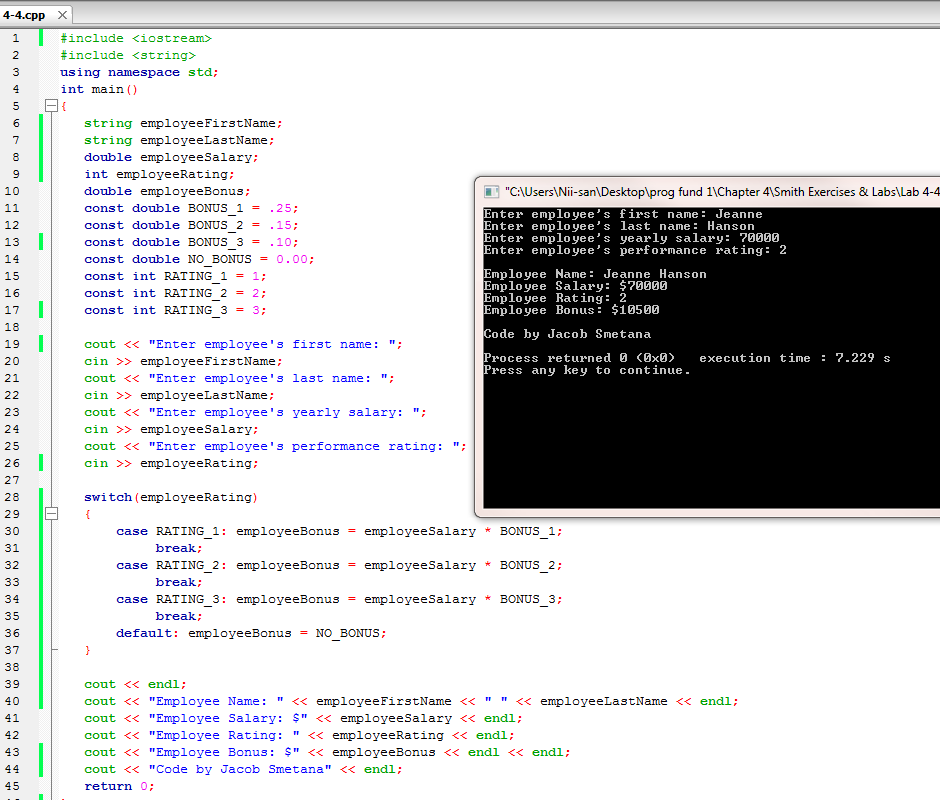 4-4.cpp
1 #include <iostream>
2 #include <string>
3 using namespace std;
4 int main()
5 {
6 string employeeFirstName;
7 string employeeLastName;
8 double employeeSalary;
9 int employeeRating;
10 double employeeBonus;
11 const double BONUS_1 = .25;
12 const double BONUS_2 = .15;
13 const double BONUS_3 = .10;
14 const double NO_BONUS = 0.00;
15 const int RATING_1 = 1;
16 const int RATING_2 = 2;
17 const int RATING_3 = 3;
18
19 cout << "Enter employee's first name: ";
20 cin >> employeeFirstName;
21 cout << "Enter employee's last name: ";
22 cin >> employeeLastName;
23 cout << "Enter employee's yearly salary: ";
24 cin >> employeeSalary;
25 cout << "Enter employee's performance rating: ";
26 cin >> employeeRating;
27
28 switch(employeeRating)
29 {
30 case RATING_1: employeeBonus = employeeSalary * BONUS_1;
31 break;
32 case RATING_2: employeeBonus = employeeSalary * BONUS_2;
33 break;
34 case RATING_3: employeeBonus = employeeSalary * BONUS_3;
35 break;
36 default: employeeBonus = NO_BONUS;
37 }
38
39 cout << endl;
40 cout << "Employee Name: " << employeeFirstName << " " << employeeLastName << endl;
41 cout << "Employee Salary: $" << employeeSalary << endl;
42 cout << "Employee Rating: " << employeeRating << endl;
43 cout << "Employee Bonus: $" << employeeBonus << endl << endl;
44 cout << "Code by Jacob Smetana" << endl;
45 return 0;
"C:\Users\Nii-san\Desktop\prog fund 1\Chapter 4\Smith Exercises & Labs\Lab 4-4
Enter employee's first name: Jeanne
Enter employee's last name: Hanson
Enter employee's yearly salary: 70000
Enter employee's performance rating: 2
Employee Name: Jeanne Hanson
Employee Salary: $70000
Employee Rating: 2
Employee Bonus: $10500
Code by Jacob Smetana
Process returned 0 (0x0)   execution time : 7.229 s
Press any key to continue.